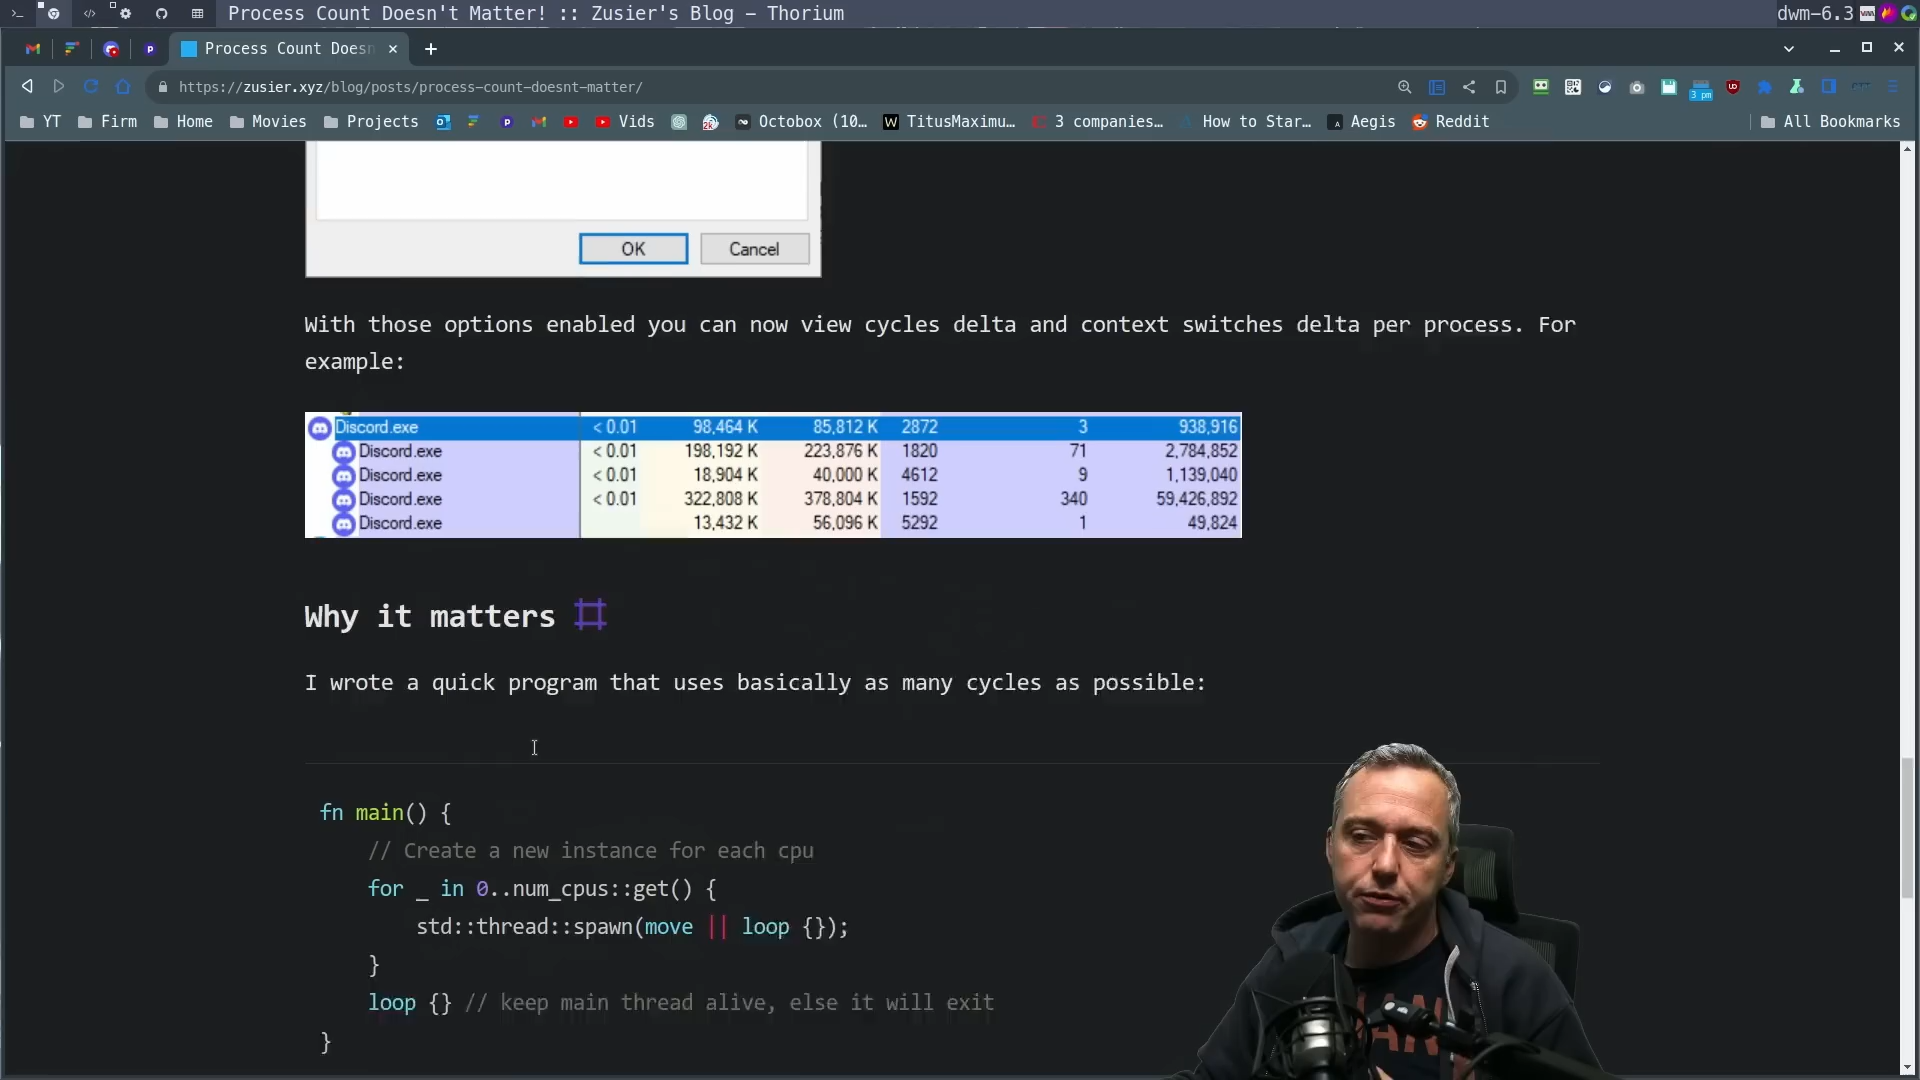 Process Count Doesn't Matter! :: Zusier's Blog – Thorium
dwm-6.3
Process Count Doesn
https://zusier.xyz/blog/posts/process-count-doesnt-matter/
3 pm
YT Firm Home Movies Projects Vids Octobox (10… TitusMaximu… 3 companies… How to Star… Aegis Reddit All Bookmarks
OK Cancel
With those options enabled you can now view cycles delta and context switches delta per process. For
example:
Discord.exe < 0.01 98,464 K 85,812 K 2872 3 938,916
Discord.exe < 0.01 198,192 K 223,876 K 1820 71 2,784,852
Discord.exe < 0.01 18,904 K 40,000 K 4612 9 1,139,040
Discord.exe < 0.01 322,808 K 378,804 K 1592 340 59,426,892
Discord.exe 13,432 K 56,096 K 5292 1 49,824
Why it matters #
I wrote a quick program that uses basically as many cycles as possible:
fn main() {
// Create a new instance for each cpu
for _ in 0..num_cpus::get() {
std::thread::spawn(move || loop {});
}
loop {} // keep main thread alive, else it will exit
}